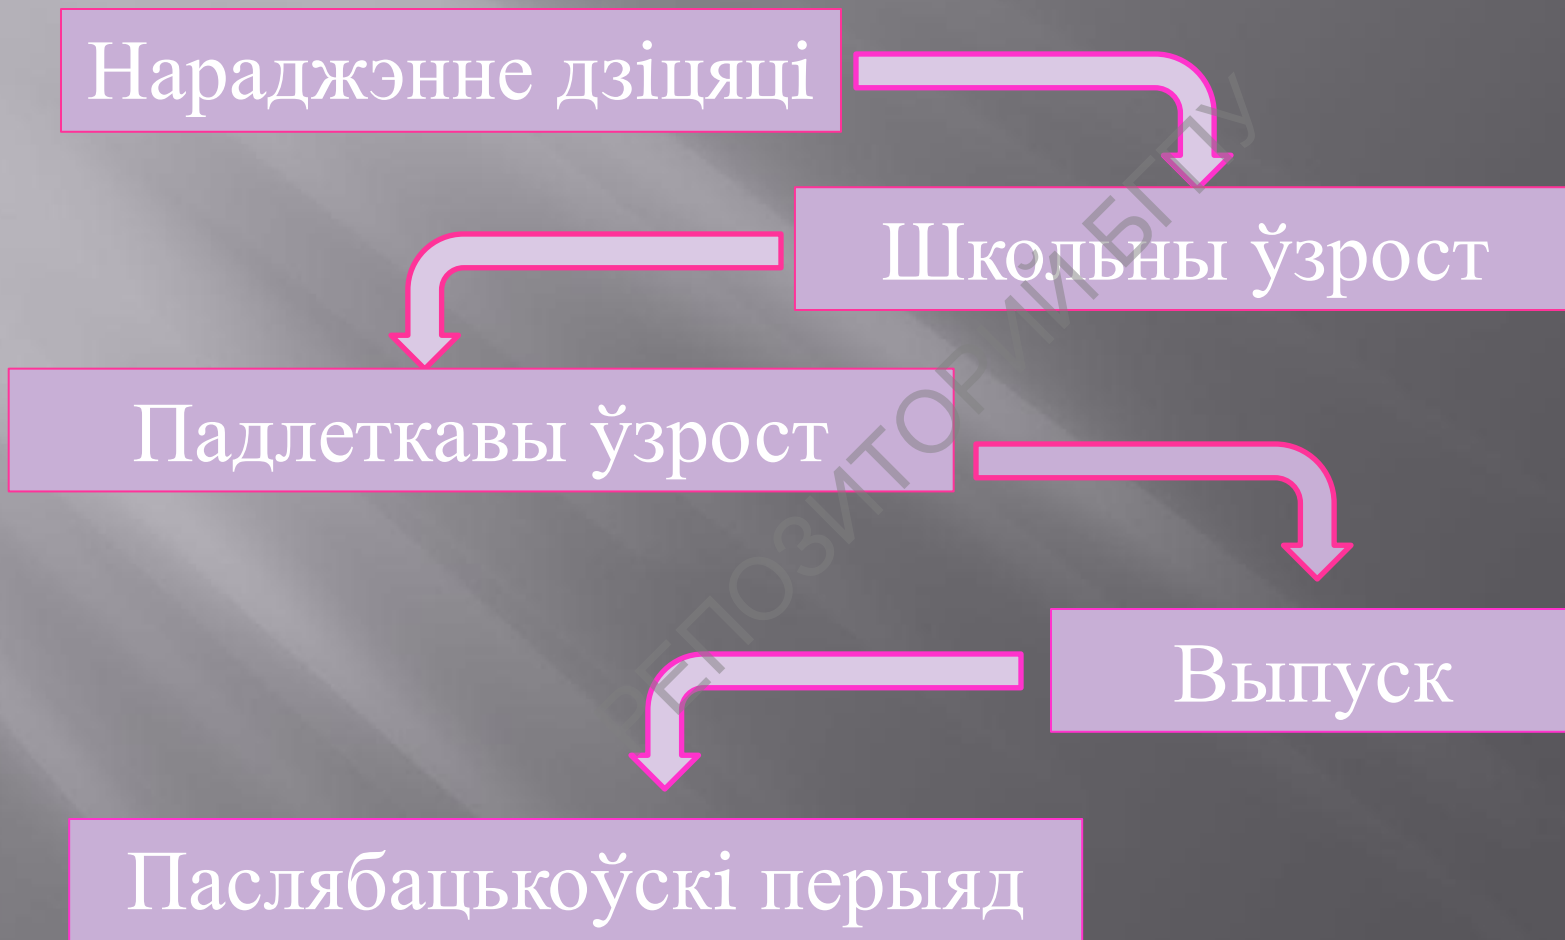 Нараджэнне дзіцяці
Школьны ўзрост
Падлеткавы ўзрост
Выпуск
Паслябацькоўскі перыяд
РЕПОЗИТОРИЙ БГПУ